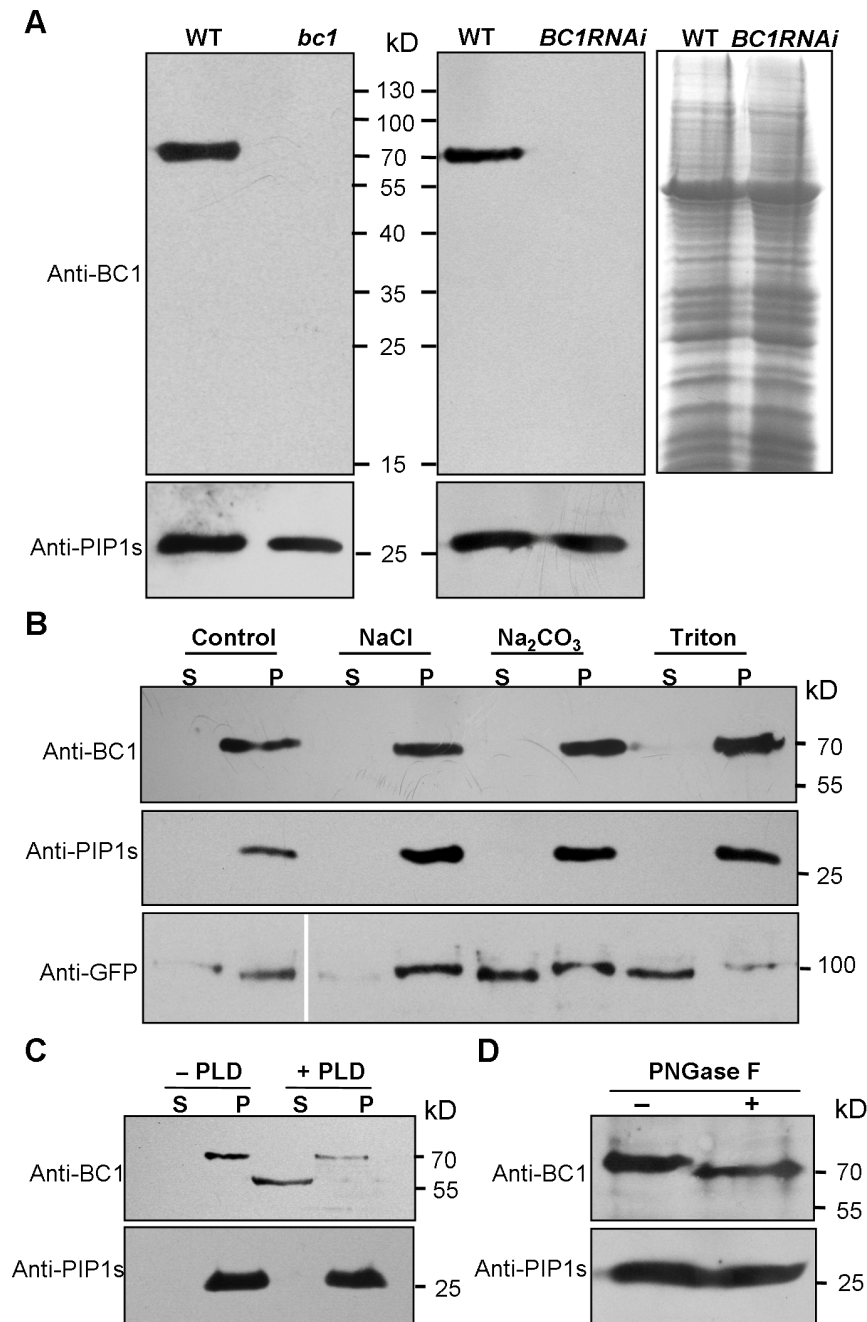 A
WT bc1 kD WT BC1RNAi WT BC1RNAi
130
100
70
55
40
35
25
15
Anti-BC1
Anti-PIP1s
25
B
Control NaCl Na₂CO₃ Triton
S P S P S P S P kD
Anti-BC1
70
55
Anti-PIP1s
25
Anti-GFP
100
C
– PLD + PLD
S P S P kD
Anti-BC1
70
55
Anti-PIP1s
25
D
PNGase F
– + kD
Anti-BC1
70
55
Anti-PIP1s
25